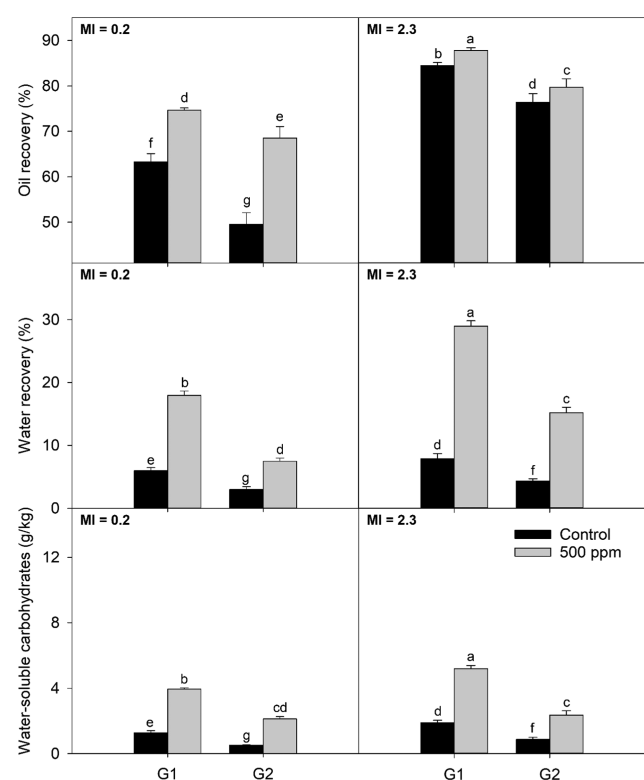 MI = 0.2
MI = 2.3
Oil recovery (%)
90
80
70
60
50
f
d
g
e
b
a
d
c
MI = 0.2
MI = 2.3
Water recovery (%)
30
20
10
0
e
b
g
d
d
a
f
c
MI = 0.2
MI = 2.3
Water-soluble carbohydrates (g/kg)
12
8
4
0
e
b
g
cd
d
a
f
c
Control
500 ppm
G1
G2
G1
G2